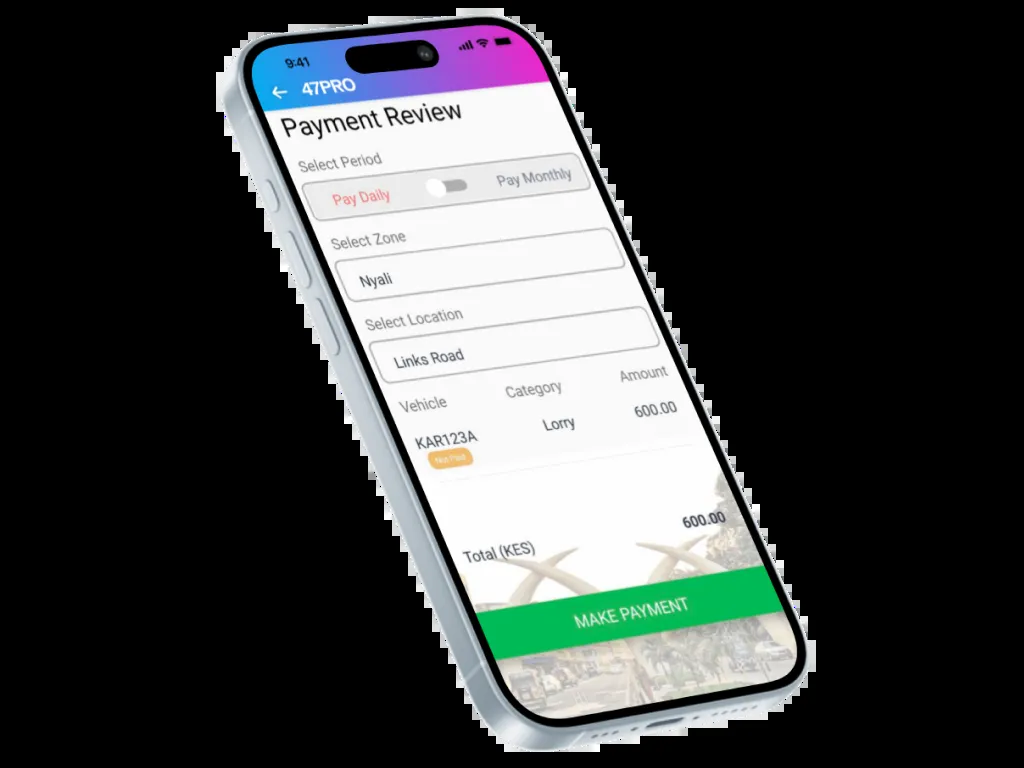 9:41
47PRO
Payment Review
Select Period
Pay Daily Pay Monthly
Select Zone
Nyali
Select Location
Links Road
Vehicle Category Amount
KAR123A Lorry 600.00
Not Paid
Total (KES) 600.00
MAKE PAYMENT